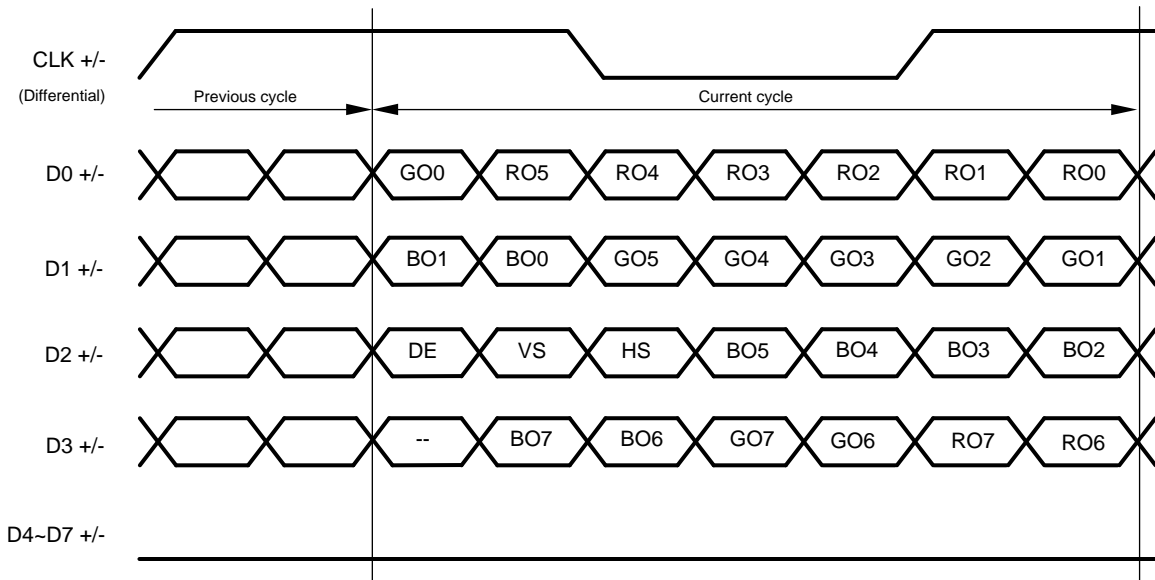 CLK +/-
(Differential)
Previous cycle
Current cycle
D0 +/-
GO0 RO5 RO4 RO3 RO2 RO1 RO0
D1 +/-
BO1 BO0 GO5 GO4 GO3 GO2 GO1
D2 +/-
DE VS HS BO5 BO4 BO3 BO2
D3 +/-
-- BO7 BO6 GO7 GO6 RO7 RO6
D4~D7 +/-